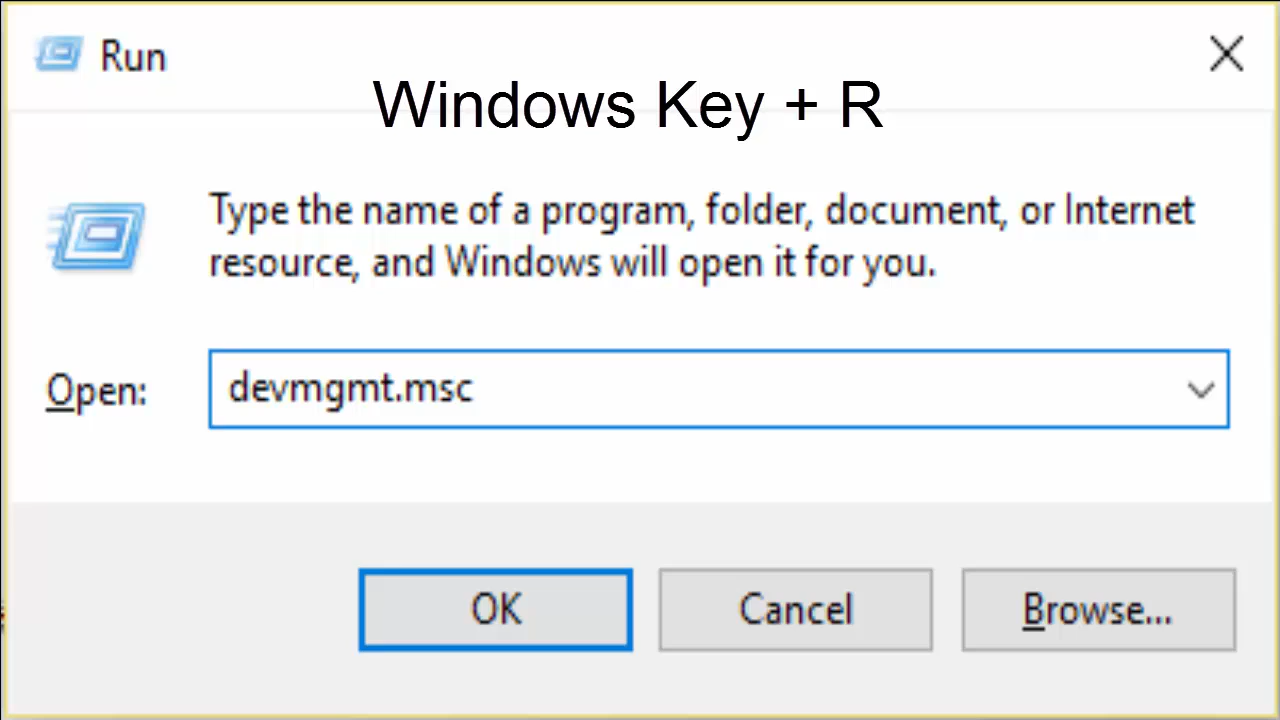 Run
Windows Key + R
Type the name of a program, folder, document, or Internet
resource, and Windows will open it for you.
Open: devmgmt.msc
OK Cancel Browse...